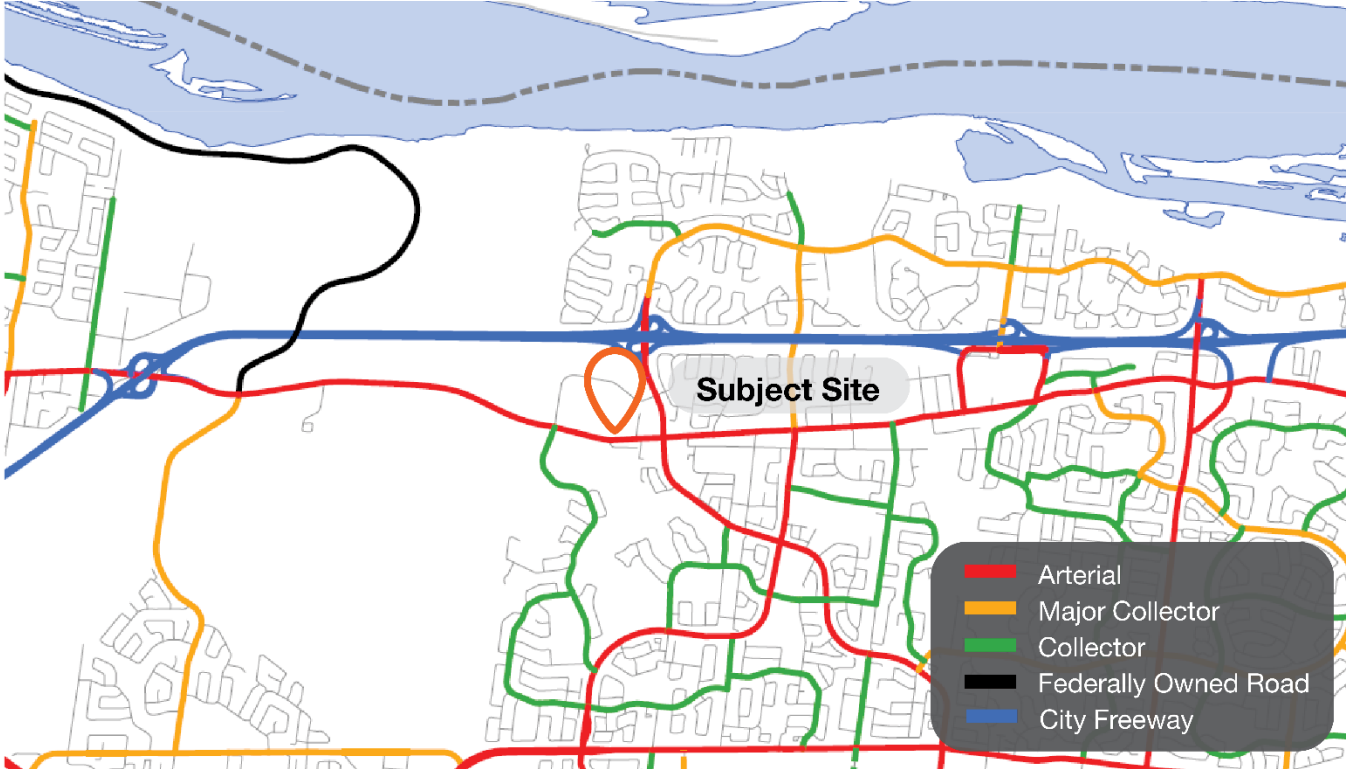 Subject Site
Arterial
Major Collector
Collector
Federally Owned Road
City Freeway